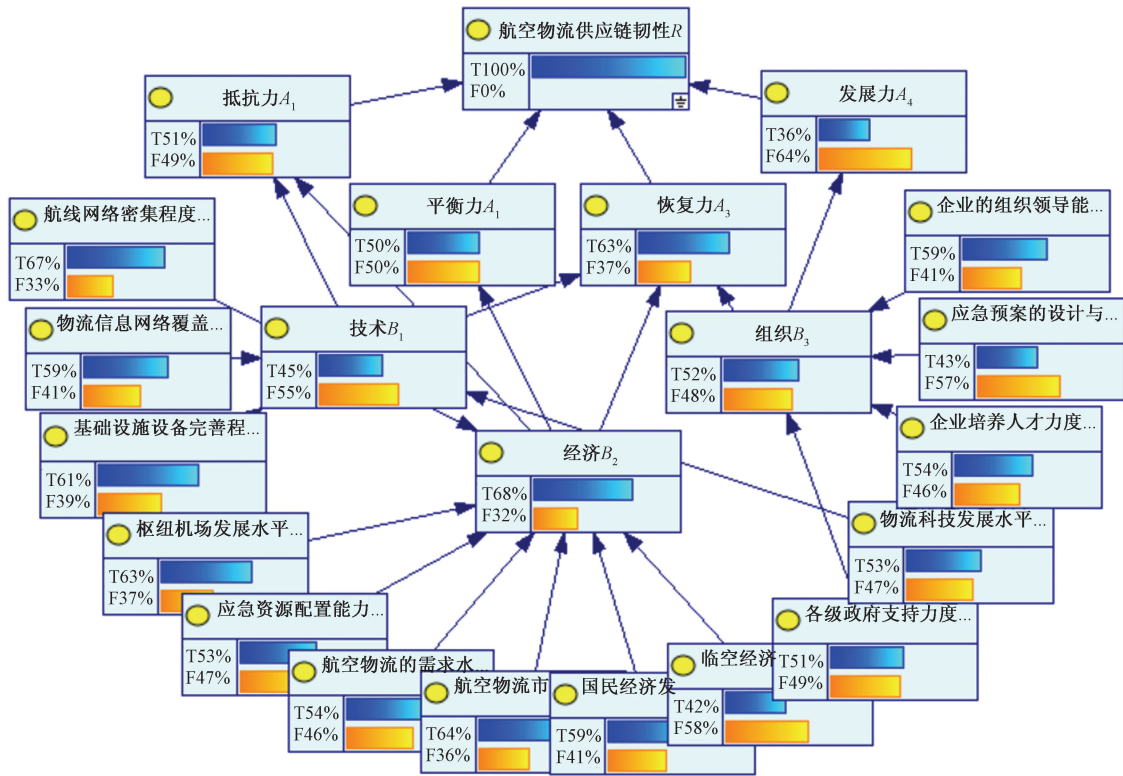 航空物流供应链韧性R
T100%
F0%
抵抗力A1
T51%
F49%
发展力A4
T36%
F64%
平衡力A1
T50%
F50%
恢复力A3
T63%
F37%
航线网络密集程度...
T67%
F33%
企业的组织领导能...
T59%
F41%
物流信息网络覆盖...
T59%
F41%
技术B1
T45%
F55%
组织B3
T52%
F48%
应急预案的设计与...
T43%
F57%
基础设施设备完善程...
T61%
F39%
经济B2
T68%
F32%
企业培养人才力度...
T54%
F46%
枢纽机场发展水平...
T63%
F37%
物流科技发展水平...
T53%
F47%
应急资源配置能力...
T53%
F47%
各级政府支持力度...
T51%
F49%
航空物流的需求水...
T54%
F46%
航空物流市
T64%
F36%
国民经济发
T59%
F41%
临空经济
T42%
F58%